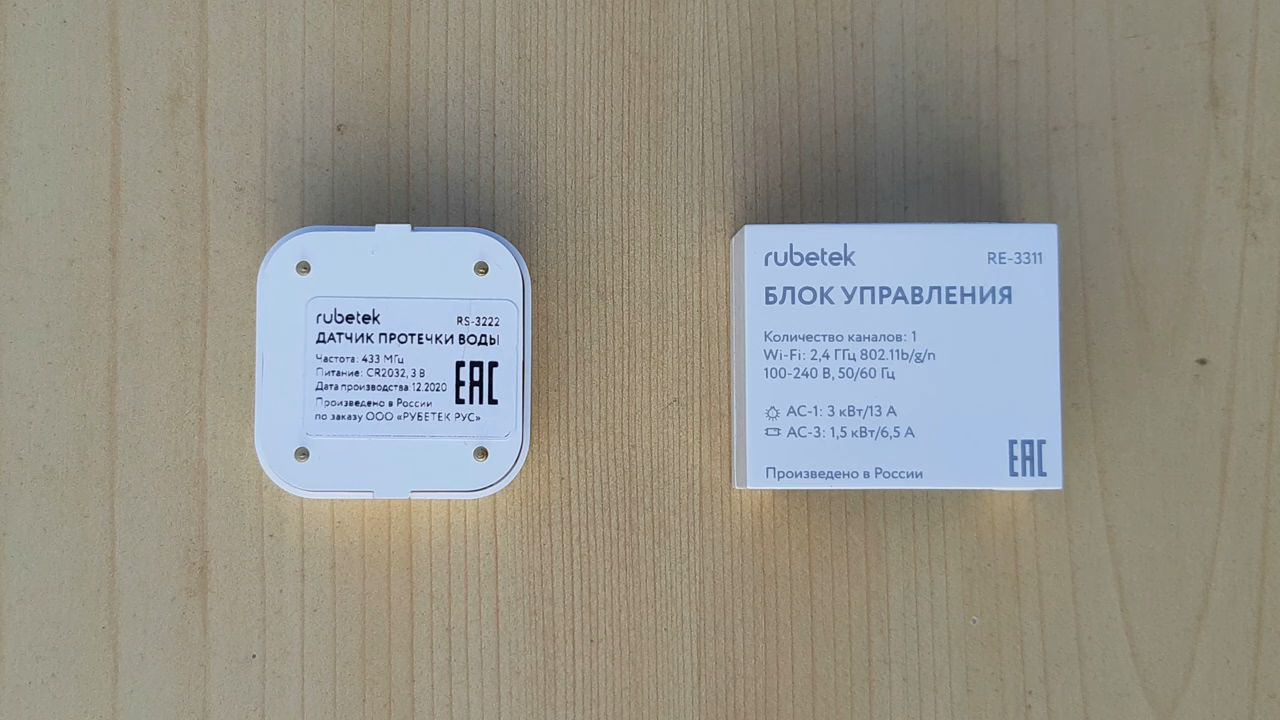 rubetek RS-3222
ДАТЧИК ПРОТЕЧКИ ВОДЫ
Частота: 433 МГц
Питание: CR2032, 3 В
Дата производства: 12.2020
Произведено в России
по заказу ООО «РУБЕТЕК РУС»
EAC
rubetek RE-3311
БЛОК УПРАВЛЕНИЯ
Количество каналов: 1
Wi-Fi: 2,4 ГГц 802.11b/g/n
100-240 В, 50/60 Гц
АС-1: 3 кВт/13 А
АС-3: 1,5 кВт/6,5 А
Произведено в России
EAC